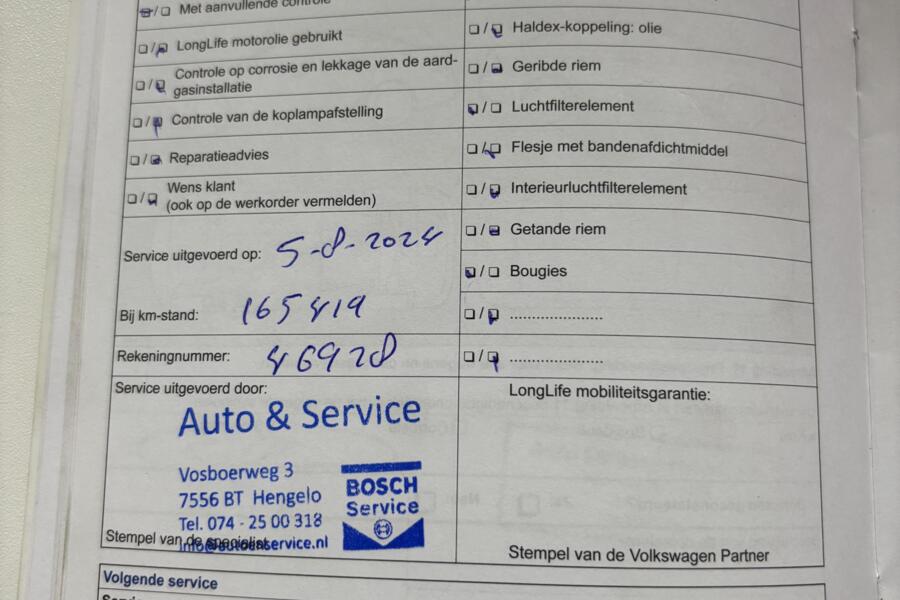 Met aanvullende controle
LongLife motorolie gebruikt
Controle op corrosie en lekkage van de aard-
gasinstallatie
Controle van de koplampafstelling
Reparatieadvies
Wens klant
(ook op de werkorder vermelden)
Service uitgevoerd op: 5-8-2024
Bij km-stand: 165419
Rekeningnummer: 46928
Service uitgevoerd door:
Auto & Service
Vosboerweg 3
7556 BT Hengelo
Tel. 074 - 25 00 318
BOSCH
Service
Stempel van de specialist
Haldex-koppeling: olie
Geribde riem
Luchtfilterelement
Flesje met bandenafdichtmiddel
Interieurluchtfilterelement
Getande riem
Bougies
.....................
.....................
LongLife mobiliteitsgarantie:
Stempel van de Volkswagen Partner
Volgende service